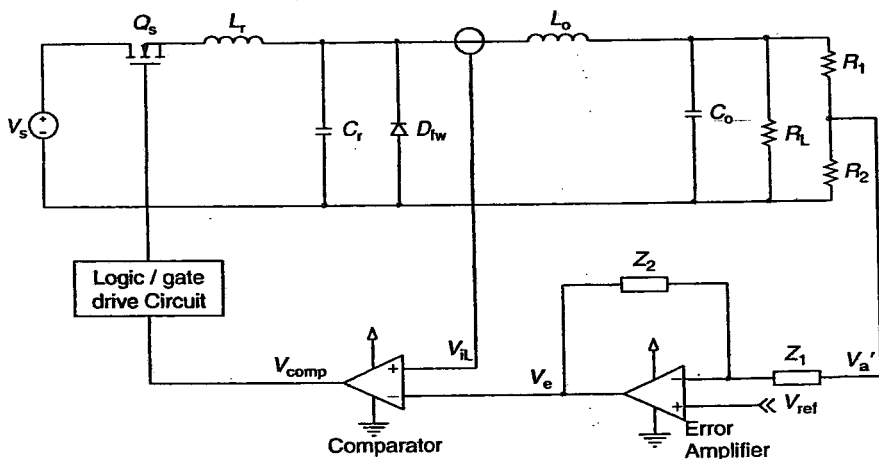 Qs
Lr
Lo
Vs
+
−
Cr
Dfw
Co
RL
R1
R2
Logic / gate
drive Circuit
Vcomp
ViL
+
−
Comparator
Ve
Z2
Z1
Va'
−
+
Vref
Error
Amplifier